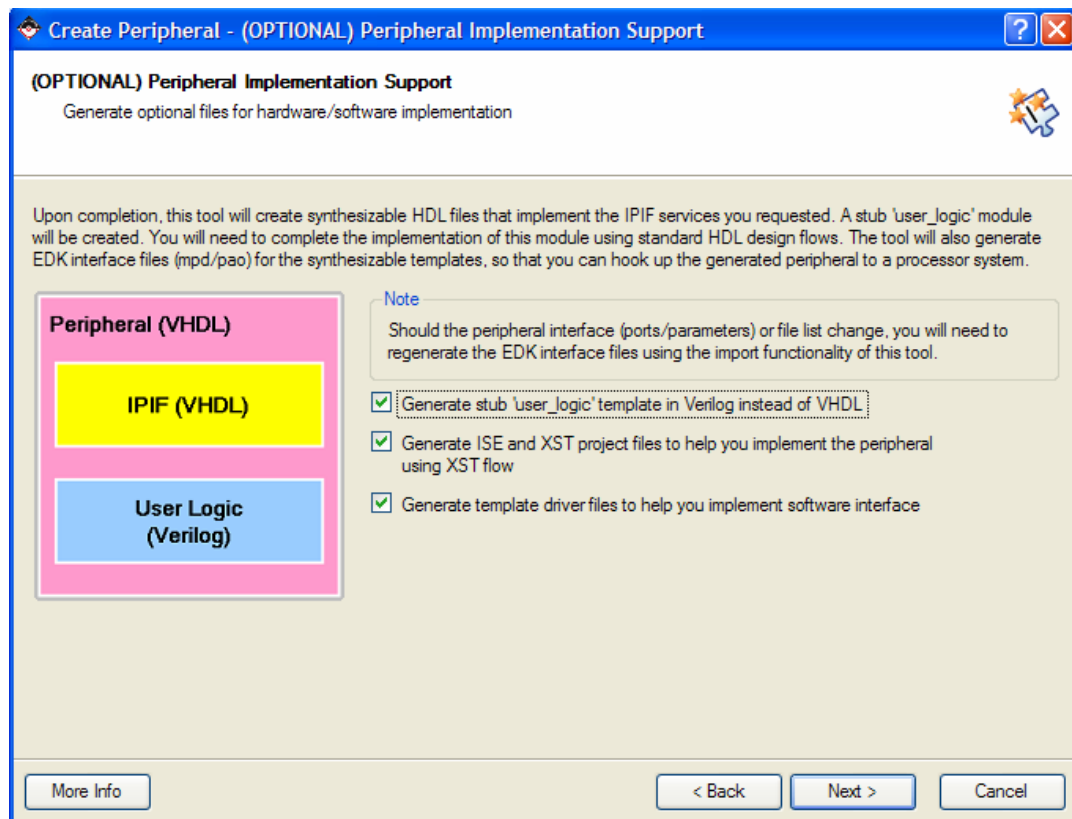 Create Peripheral - (OPTIONAL) Peripheral Implementation Support
(OPTIONAL) Peripheral Implementation Support
Generate optional files for hardware/software implementation
Upon completion, this tool will create synthesizable HDL files that implement the IPIF services you requested. A stub 'user_logic' module
will be created. You will need to complete the implementation of this module using standard HDL design flows. The tool will also generate
EDK interface files (mpd/pao) for the synthesizable templates, so that you can hook up the generated peripheral to a processor system.
Peripheral (VHDL)
IPIF (VHDL)
User Logic
(Verilog)
Note
Should the peripheral interface (ports/parameters) or file list change, you will need to
regenerate the EDK interface files using the import functionality of this tool.
Generate stub 'user_logic' template in Verilog instead of VHDL
Generate ISE and XST project files to help you implement the peripheral
using XST flow
Generate template driver files to help you implement software interface
More Info
< Back
Next >
Cancel